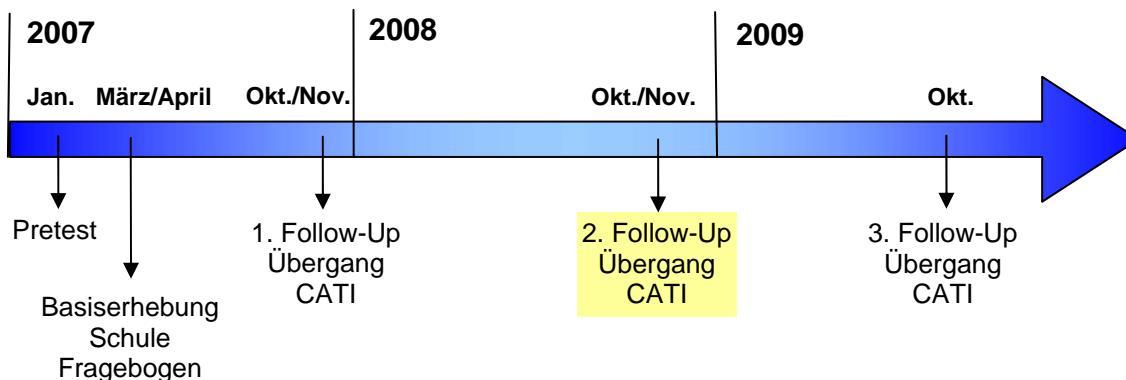 2007
2008
2009
Jan.
März/April
Okt./Nov.
Okt./Nov.
Okt.
Pretest
Basiserhebung
Schule
Fragebogen
1. Follow-Up
Übergang
CATI
2. Follow-Up
Übergang
CATI
3. Follow-Up
Übergang
CATI